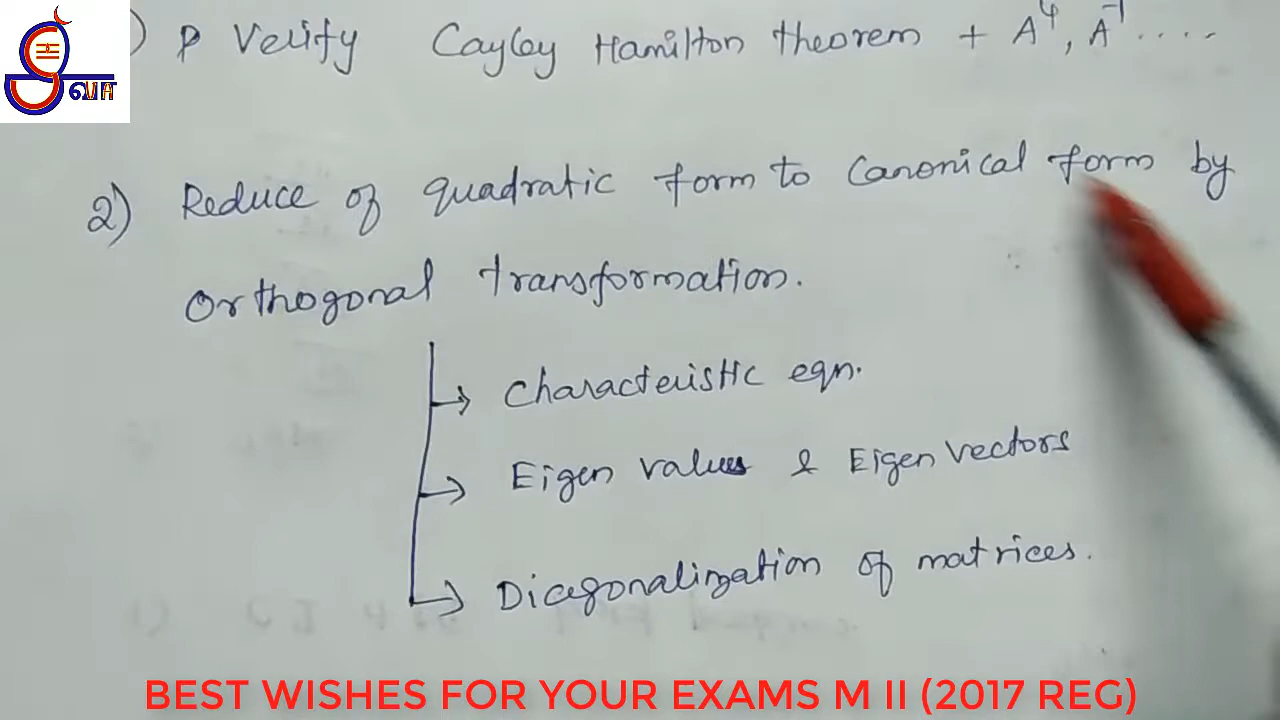 ) P Verify Cayley Hamilton theorem + A⁴, A⁻¹ ....
வா
2) Reduce of quadratic form to Canonical form by
Orthogonal transformation.
Characteristic eqn.
Eigen values & Eigen vectors
Diagonalization of matrices.
BEST WISHES FOR YOUR EXAMS M II (2017 REG)